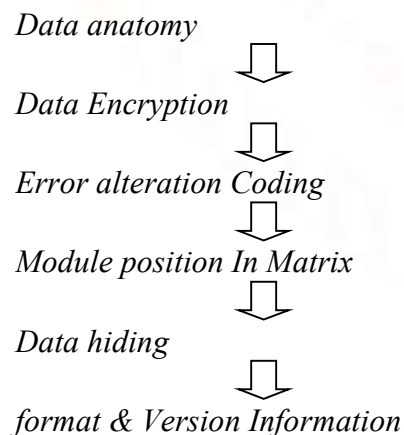 Data anatomy
Data Encryption
Error alteration Coding
Module position In Matrix
Data hiding
format & Version Information